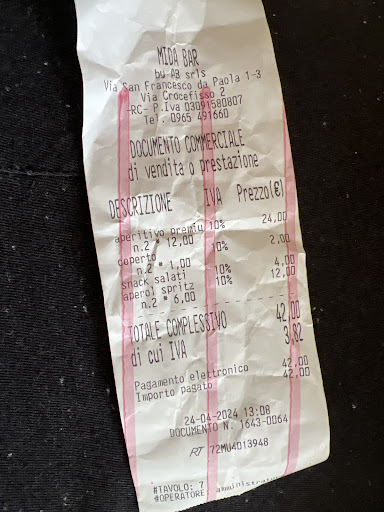 MIDA BAR
by AB srls
Via San Francesco da Paola 1-3
Via Crocefisso 2
-RC- P.Iva 03091580807
Tel. 0965 491660
DOCUMENTO COMMERCIALE
di vendita o prestazione
DESCRIZIONE IVA Prezzo(€)
aperitivo premiu 10% 24,00
n.2 * 12,00
coperto 10% 2,00
n.2 * 1,00
snack salati 10% 4,00
aperol spritz 10% 12,00
n.2 * 6,00
TOTALE COMPLESSIVO 42,00
di cui IVA 3,82
Pagamento elettronico 42,00
Importo pagato 42,00
24-04-2024 13:08
DOCUMENTO N. 1643-0064
RT 72MU4013948
#TAVOLO: 7
#OPERATORE